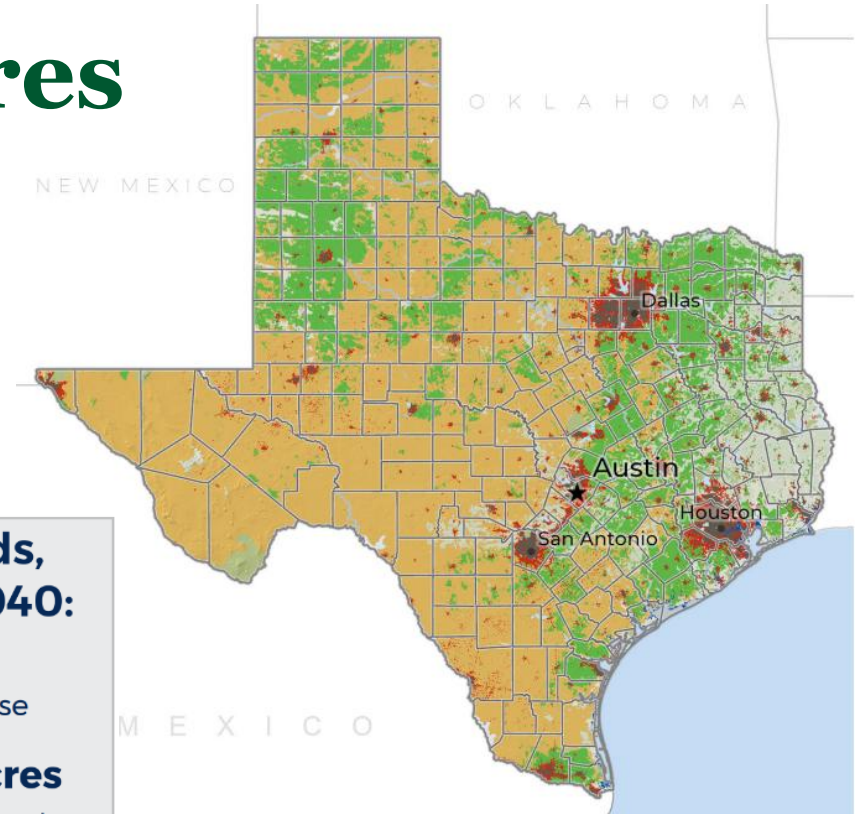 res
OKLAHOMA
NEW MEXICO
Dallas
Austin
Houston
San Antonio
ds,
040:
se
MEXICO
cres